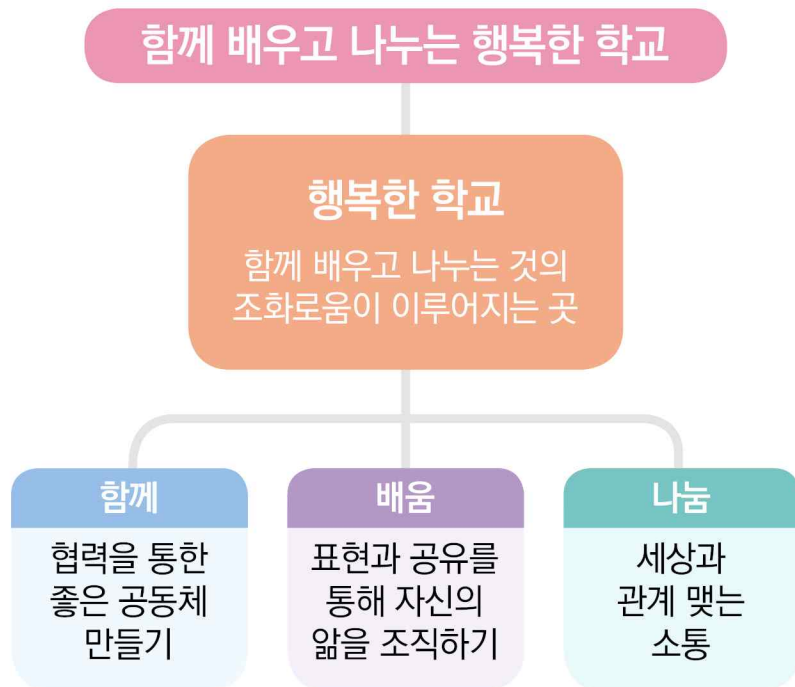 함께 배우고 나누는 행복한 학교
행복한 학교
함께 배우고 나누는 것의
조화로움이 이루어지는 곳
함께
협력을 통한
좋은 공동체
만들기
배움
표현과 공유를
통해 자신의
앎을 조직하기
나눔
세상과
관계 맺는
소통